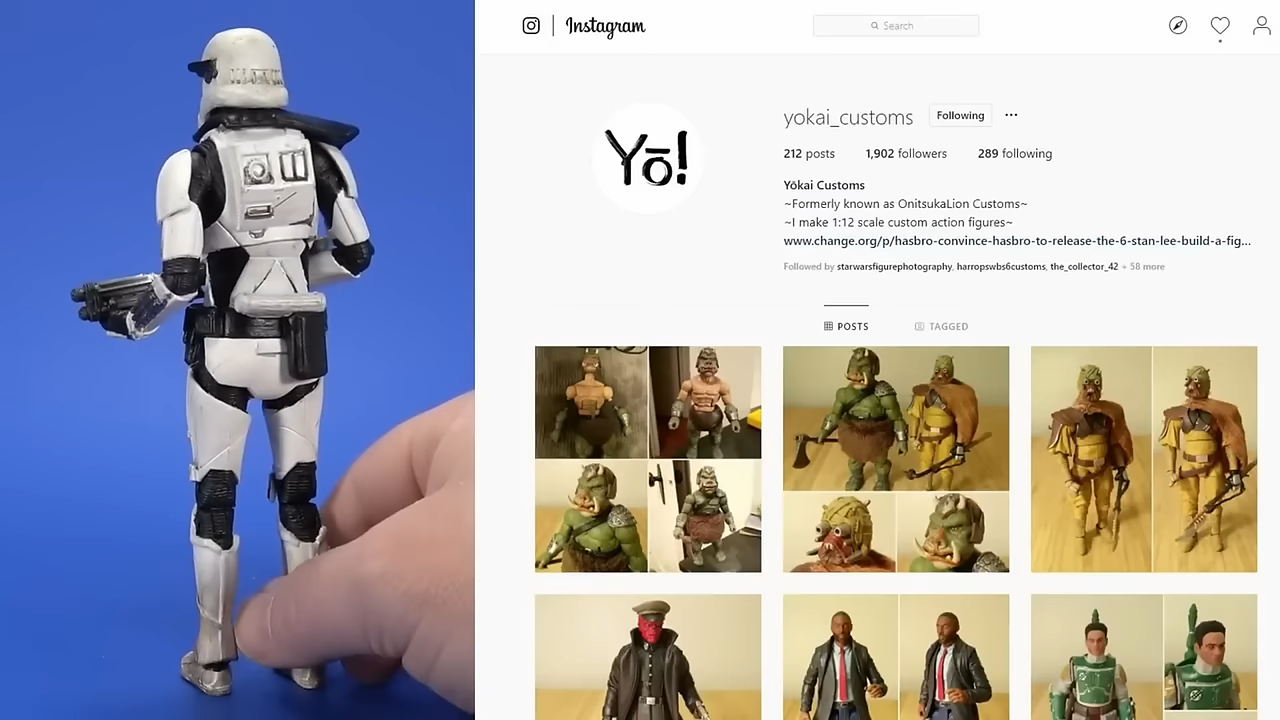 Instagram
Search
yokai_customs Following ...
212 posts 1,902 followers 289 following
Yō!
Yōkai Customs
~Formerly known as OnitsukaLion Customs~
~I make 1:12 scale custom action figures~
www.change.org/p/hasbro-convince-hasbro-to-release-the-6-stan-lee-build-a-fig...
Followed by starwarsfigurephotography, harropswbs6customs, the_collector_42 + 58 more
POSTS TAGGED